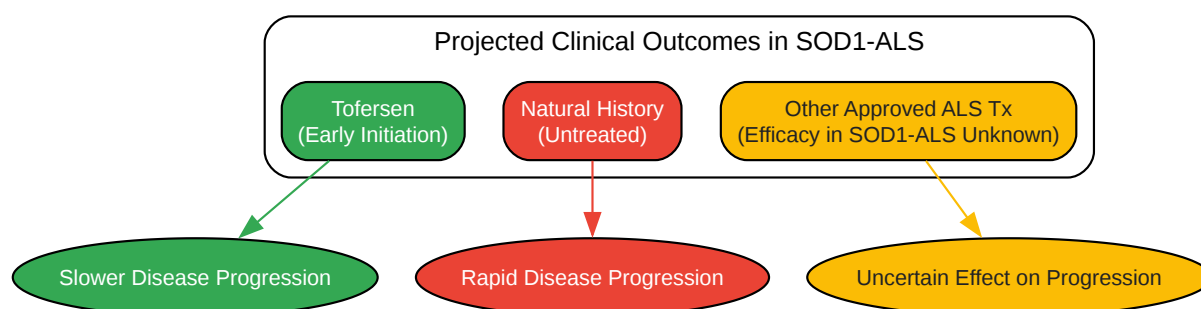 Projected Clinical Outcomes in SOD1-ALS
Tofersen
(Early Initiation)
Natural History
(Untreated)
Other Approved ALS Tx
(Efficacy in SOD1-ALS Unknown)
Slower Disease Progression
Rapid Disease Progression
Uncertain Effect on Progression